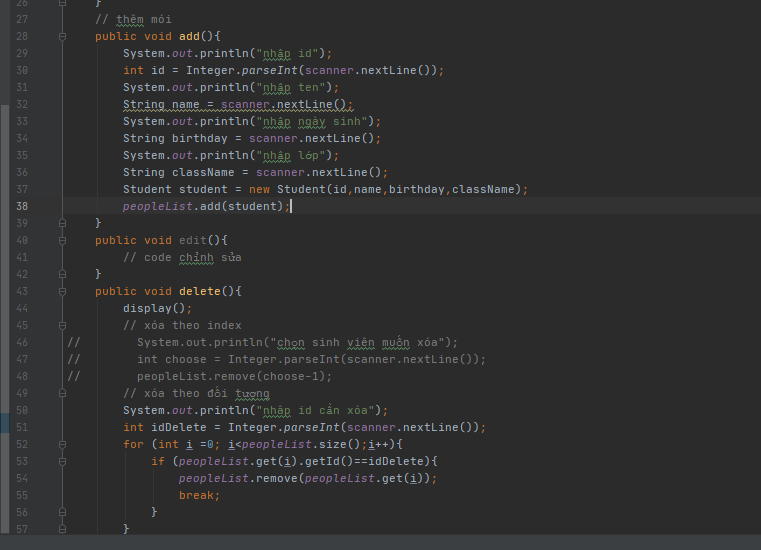 26 }
27 // thêm mói
28 public void add(){
29 System.out.println("nhập id");
30 int id = Integer.parseInt(scanner.nextLine());
31 System.out.println("nhập ten");
32 String name = scanner.nextLine();
33 System.out.println("nhập ngày sinh");
34 String birthday = scanner.nextLine();
35 System.out.println("nhập lớp");
36 String className = scanner.nextLine();
37 Student student = new Student(id,name,birthday,className);
38 peopleList.add(student);
39 }
40 public void edit(){
41 // code chỉnh sửa
42 }
43 public void delete(){
44 display();
45 // xóa theo index
46 // System.out.println("chọn sinh viên muốn xóa");
47 // int choose = Integer.parseInt(scanner.nextLine());
48 // peopleList.remove(choose-1);
49 // xóa theo đối tượng
50 System.out.println("nhập id cần xóa");
51 int idDelete = Integer.parseInt(scanner.nextLine());
52 for (int i =0; i<peopleList.size();i++){
53 if (peopleList.get(i).getId()==idDelete){
54 peopleList.remove(peopleList.get(i));
55 break;
56 }
57 }